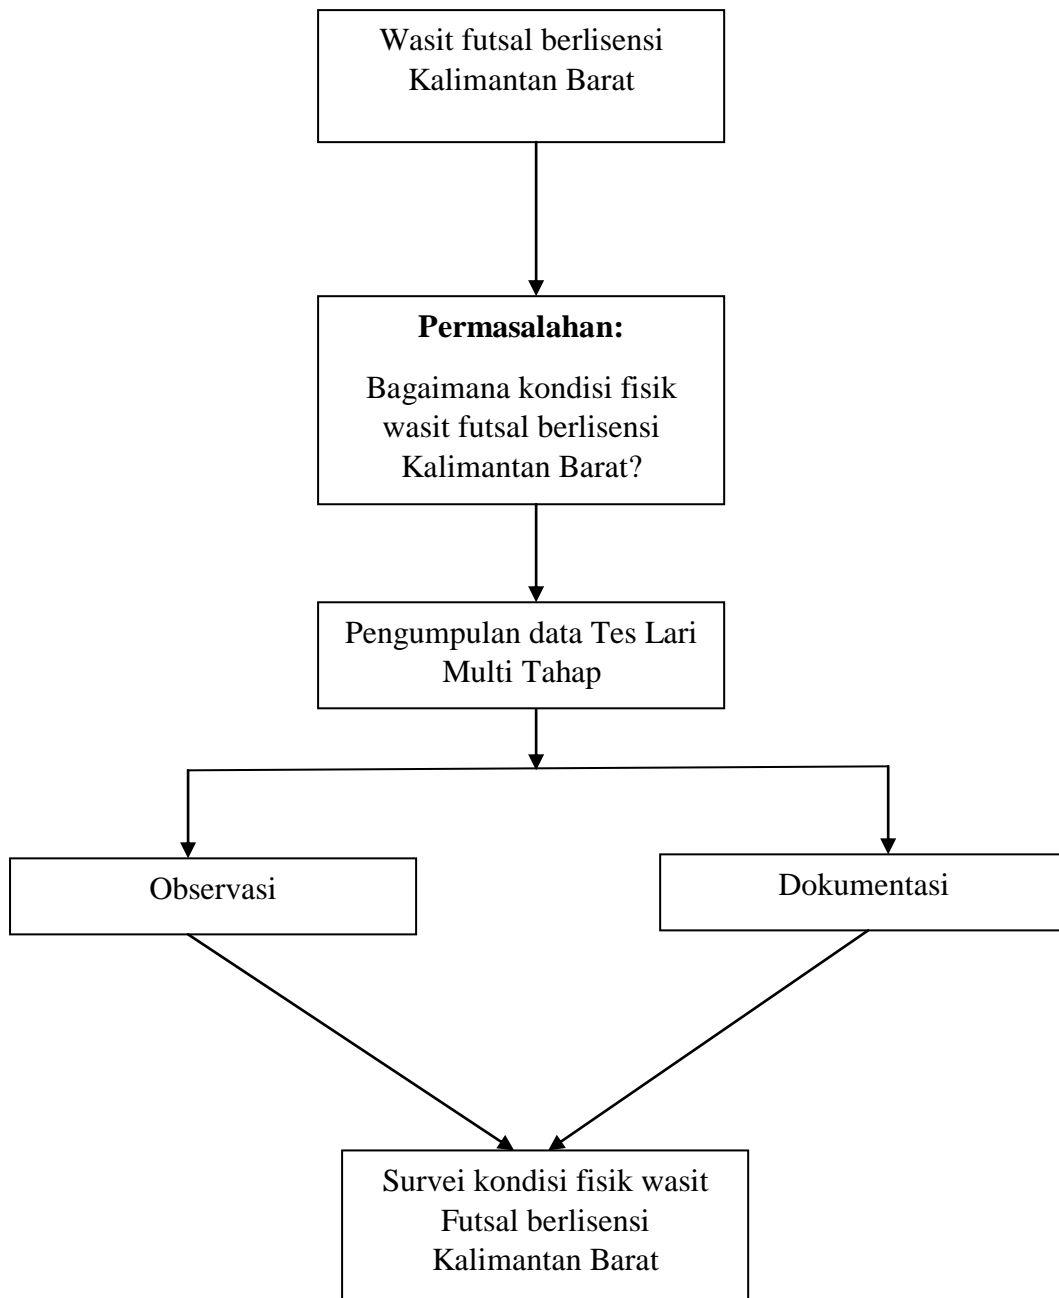 Wasit futsal berlisensi
Kalimantan Barat
Permasalahan:
Bagaimana kondisi fisik
wasit futsal berlisensi
Kalimantan Barat?
Pengumpulan data Tes Lari
Multi Tahap
Observasi
Dokumentasi
Survei kondisi fisik wasit
Futsal berlisensi
Kalimantan Barat